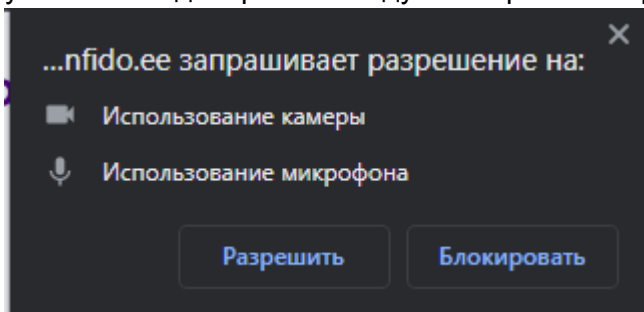 ...nfido.ee запрашивает разрешение на:
Использование камеры
Использование микрофона
Разрешить
Блокировать